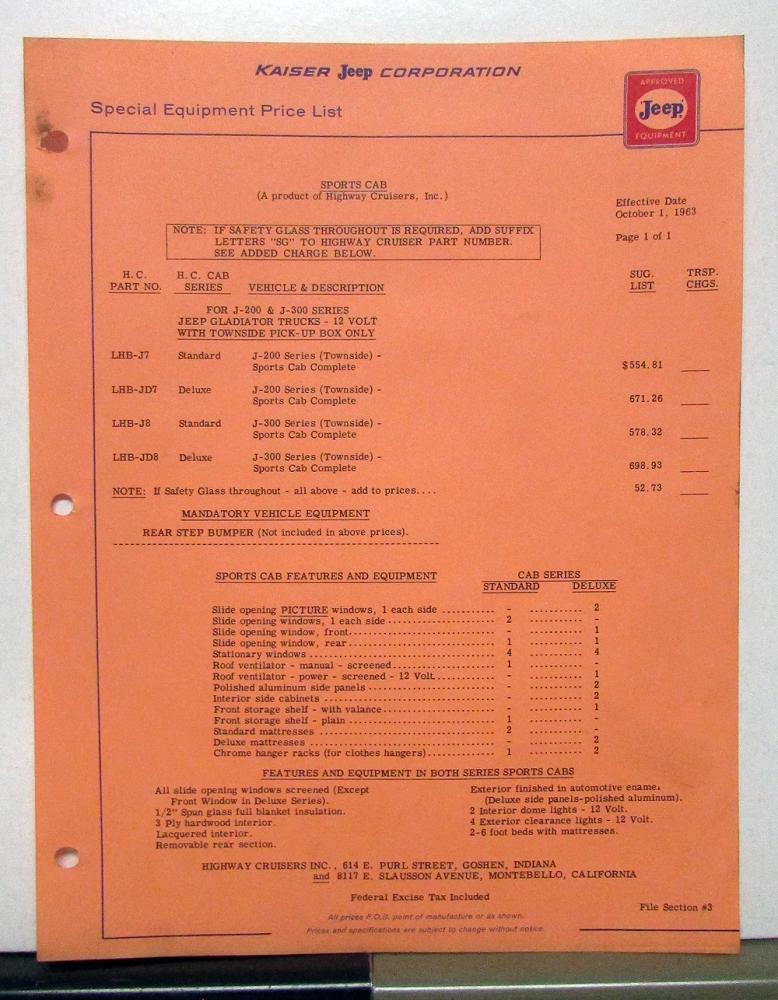 KAISER Jeep CORPORATION
Special Equipment Price List
APPROVED
Jeep
EQUIPMENT
SPORTS CAB
(A product of Highway Cruisers, Inc.)
Effective Date
October 1, 1963
Page 1 of 1
NOTE: IF SAFETY GLASS THROUGHOUT IS REQUIRED, ADD SUFFIX
LETTERS "SG" TO HIGHWAY CRUISER PART NUMBER.
SEE ADDED CHARGE BELOW.
H.C. H.C. CAB SUG. TRSP.
PART NO. SERIES VEHICLE & DESCRIPTION LIST CHGS.
FOR J-200 & J-300 SERIES
JEEP GLADIATOR TRUCKS - 12 VOLT
WITH TOWNSIDE PICK-UP BOX ONLY
LHB-J7 Standard J-200 Series (Townside) -
Sports Cab Complete $554.81 ____
LHB-JD7 Deluxe J-200 Series (Townside) -
Sports Cab Complete 671.26 ____
LHB-J8 Standard J-300 Series (Townside) -
Sports Cab Complete 578.32 ____
LHB-JD8 Deluxe J-300 Series (Townside) -
Sports Cab Complete 698.93 ____
NOTE: If Safety Glass throughout - all above - add to prices.... 52.73 ____
MANDATORY VEHICLE EQUIPMENT
REAR STEP BUMPER (Not included in above prices).
SPORTS CAB FEATURES AND EQUIPMENT CAB SERIES
STANDARD DELUXE
Slide opening PICTURE windows, 1 each side ........... - ........... 2
Slide opening windows, 1 each side ........... 2 ........... -
Slide opening window, front ........... - ........... 1
Slide opening window, rear ........... 1 ........... 1
Stationary windows ........... 4 ........... 4
Roof ventilator - manual - screened ........... 1 ........... -
Roof ventilator - power - screened - 12 Volt ........... - ........... 1
Polished aluminum side panels ........... - ........... 2
Interior side cabinets ........... - ........... 2
Front storage shelf - with valance ........... - ........... 1
Front storage shelf - plain ........... 1 ........... -
Standard mattresses ........... 2 ........... -
Deluxe mattresses ........... - ........... 2
Chrome hanger racks (for clothes hangers) ........... 1 ........... 2
FEATURES AND EQUIPMENT IN BOTH SERIES SPORTS CABS
All slide opening windows screened (Except
Front Window in Deluxe Series).
1/2" Spun glass full blanket insulation.
3 Ply hardwood interior.
Lacquered interior.
Removable rear section.
Exterior finished in automotive enamel
(Deluxe side panels-polished aluminum).
2 Interior dome lights - 12 Volt.
4 Exterior clearance lights - 12 Volt.
2-6 foot beds with mattresses.
HIGHWAY CRUISERS INC., 614 E. PURL STREET, GOSHEN, INDIANA
and 8117 E. SLAUSSON AVENUE, MONTEBELLO, CALIFORNIA
Federal Excise Tax Included
File Section #3
All prices F.O.B. point of manufacture or as shown.
Prices and specifications are subject to change without notice.